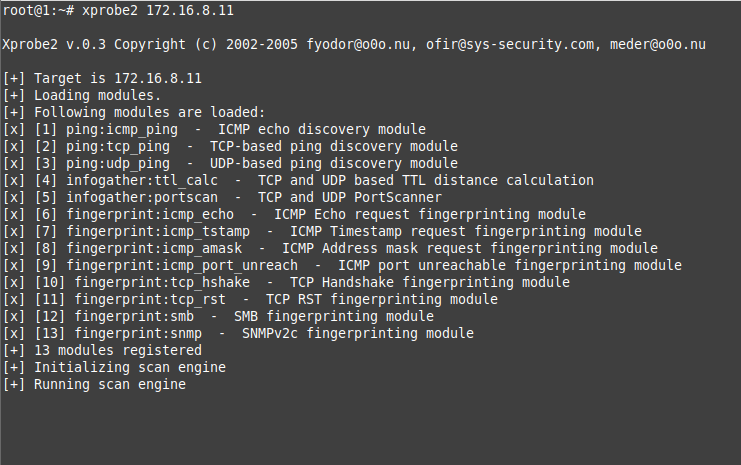 root@1:~# xprobe2 172.16.8.11
Xprobe2 v.0.3 Copyright (c) 2002-2005 fyodor@o0o.nu, ofir@sys-security.com, meder@o0o.nu
[+] Target is 172.16.8.11
[+] Loading modules.
[+] Following modules are loaded:
[x] [1] ping:icmp_ping  -  ICMP echo discovery module
[x] [2] ping:tcp_ping  -  TCP-based ping discovery module
[x] [3] ping:udp_ping  -  UDP-based ping discovery module
[x] [4] infogather:ttl_calc  -  TCP and UDP based TTL distance calculation
[x] [5] infogather:portscan  -  TCP and UDP PortScanner
[x] [6] fingerprint:icmp_echo  -  ICMP Echo request fingerprinting module
[x] [7] fingerprint:icmp_tstamp  -  ICMP Timestamp request fingerprinting module
[x] [8] fingerprint:icmp_amask  -  ICMP Address mask request fingerprinting module
[x] [9] fingerprint:icmp_port_unreach  -  ICMP port unreachable fingerprinting module
[x] [10] fingerprint:tcp_hshake  -  TCP Handshake fingerprinting module
[x] [11] fingerprint:tcp_rst  -  TCP RST fingerprinting module
[x] [12] fingerprint:smb  -  SMB fingerprinting module
[x] [13] fingerprint:snmp  -  SNMPv2c fingerprinting module
[+] 13 modules registered
[+] Initializing scan engine
[+] Running scan engine